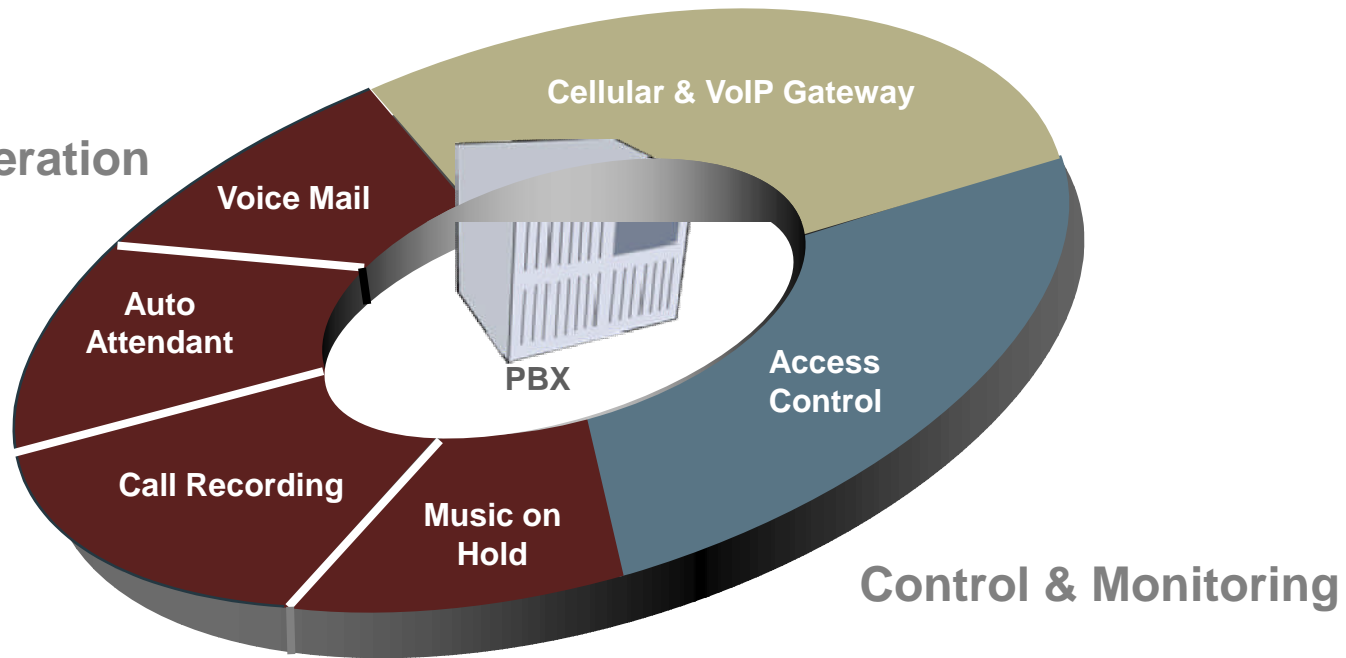 Cellular & VoIP Gateway
eration
Voice Mail
Auto
Attendant
PBX
Access
Control
Call Recording
Music on
Hold
Control & Monitoring